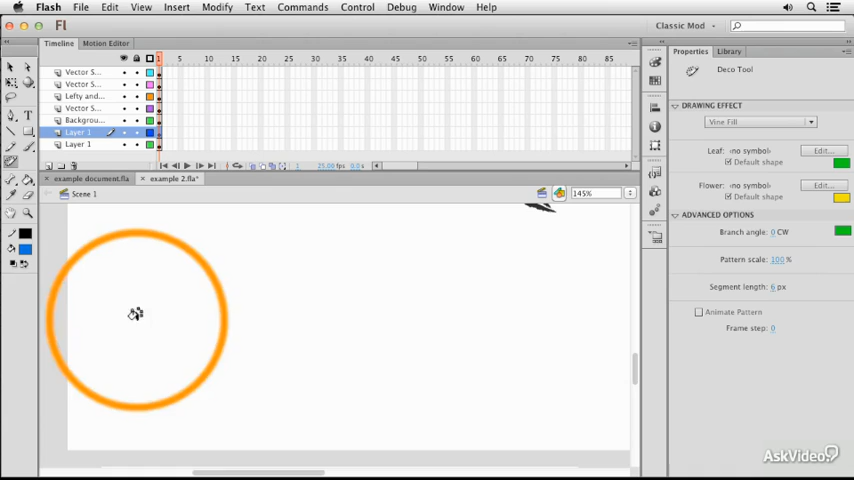 Flash File Edit View Insert Modify Text Commands Control Debug Window Help
Fl Classic Mod
Timeline Motion Editor
1 5 10 15 20 25 30 35 40 45 50 55 60 65 70 75 80 85
Vector S...
Vector S...
Lefty and...
Vector S...
Backgrou...
Layer 1
Layer 1
1 25.00 fps 0.0 s
example document.fla example 2.fla*
Scene 1 145%
Properties Library
Deco Tool
DRAWING EFFECT
Vine Fill
Leaf: ‹no symbol› Edit...
Default shape
Flower: ‹no symbol› Edit...
Default shape
ADVANCED OPTIONS
Branch angle: 0 CW
Pattern scale: 100 %
Segment length: 6 px
Animate Pattern
Frame step: 0
AskVideo